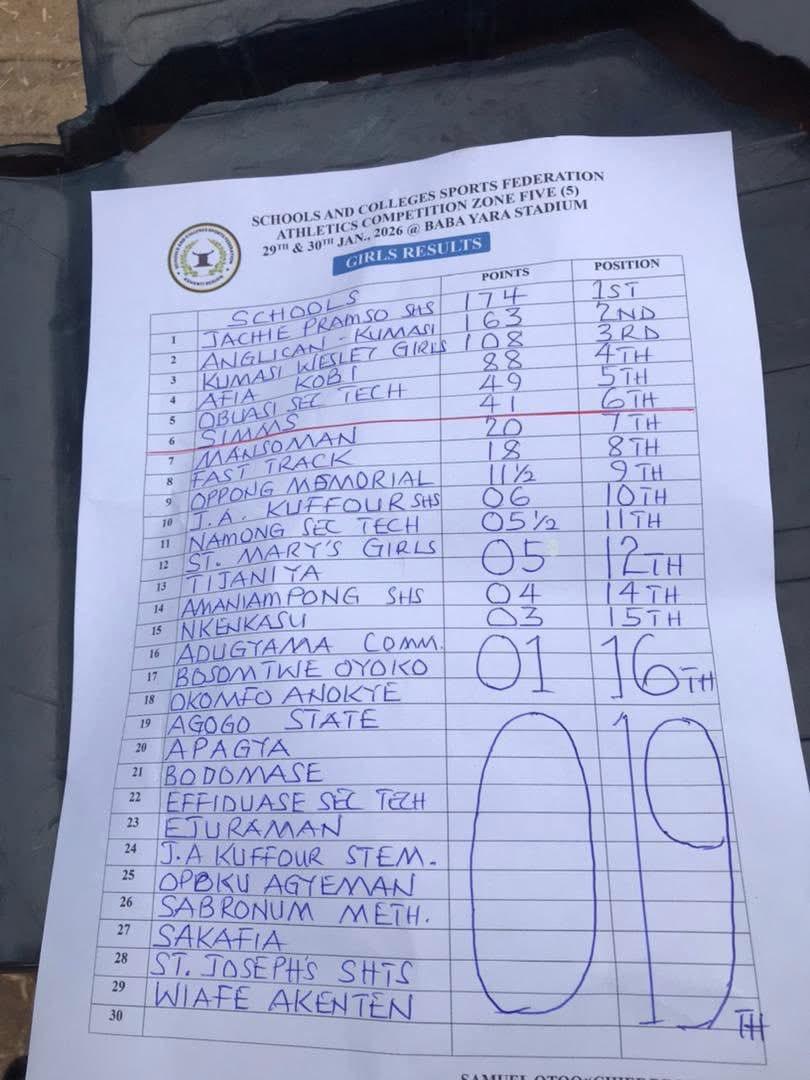 SCHOOLS AND COLLEGES SPORTS FEDERATION
ATHLETICS COMPETITION ZONE FIVE (5)
29TH & 30TH JAN., 2026 @ BABA YARA STADIUM
GIRLS RESULTS
SCHOOLS POINTS POSITION
1 JACHIE PRAMSO SHS 174 1ST
2 ANGLICAN - KUMASI 163 2ND
3 KUMASI WESLEY GIRLS 108 3RD
4 AFIA KOBI 88 4TH
5 OBUASI SEC TECH 49 5TH
6 SIMMS 41 6TH
7 MANSOMAN 20 7TH
8 FAST TRACK 18 8TH
9 OPPONG MEMORIAL 11½ 9TH
10 J.A. KUFFOUR SHS 06 10TH
11 NAMONG SEC TECH 05½ 11TH
12 ST. MARY'S GIRLS 05 12TH
13 TIJANIYA
14 AMANIAMPONG SHS 04 14TH
15 NKENKASU 03 15TH
16 ADUGYAMA COMM. 01 16TH
17 BOSOMTWE OYOKO
18 OKOMFO ANOKYE
19 AGOGO STATE 0 19TH
20 APAGYA
21 BODOMASE
22 EFFIDUASE SEC TECH
23 EJURAMAN
24 J.A KUFFOUR STEM.
25 OPOKU AGYEMAN
26 SABRONUM METH.
27 SAKAFIA
28 ST. JOSEPH'S SHTS
29 WIAFE AKENTEN
30
SAMUEL OTOO